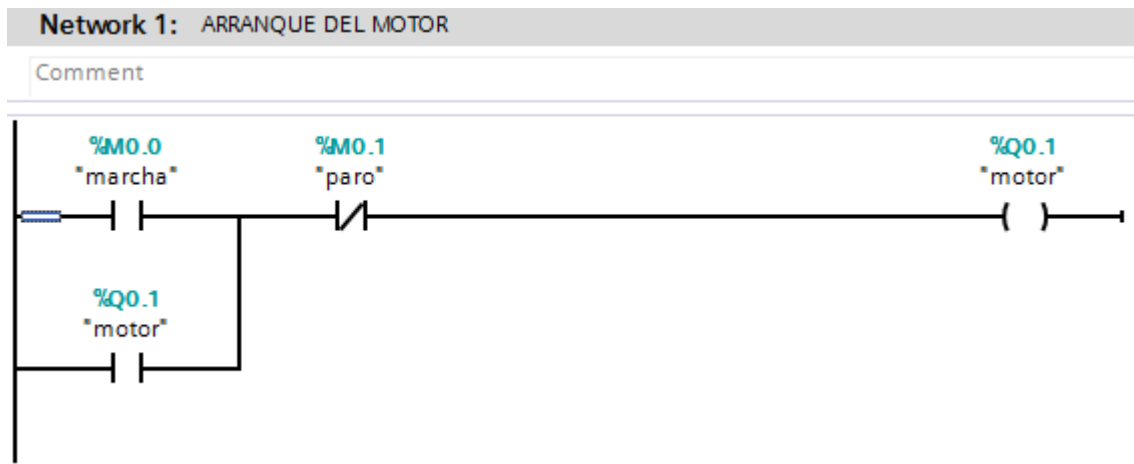 Network 1: ARRANQUE DEL MOTOR
Comment
%M0.0 %M0.1 %Q0.1
"marcha" "paro" "motor"
%Q0.1
"motor"